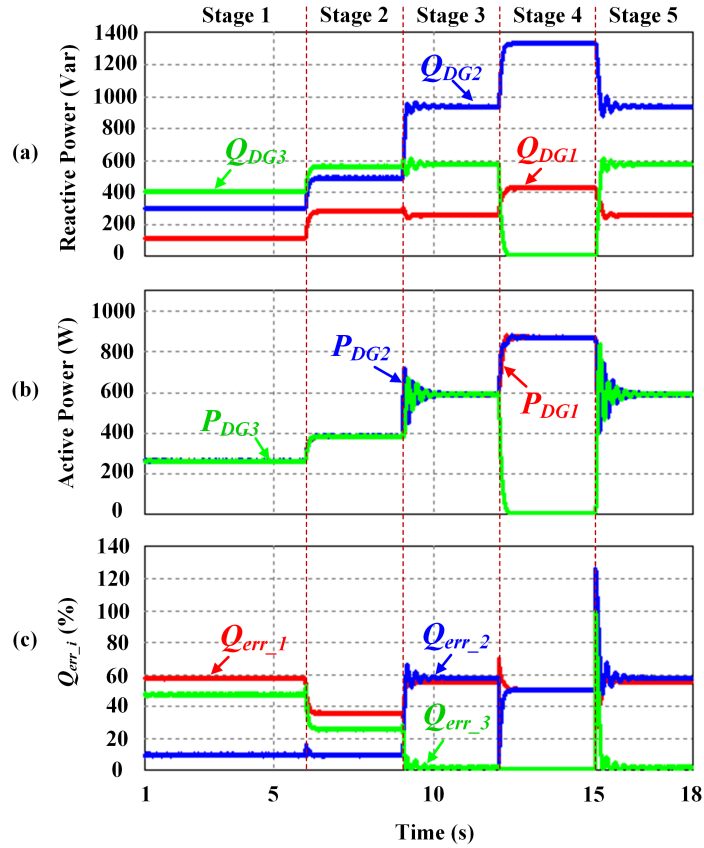 Stage 1 Stage 2 Stage 3 Stage 4 Stage 5
(a)
Reactive Power (Var)
1400
1200
1000
800
600
400
200
0
Q_DG2
Q_DG3
Q_DG1
(b)
Active Power (W)
1000
800
600
400
200
0
P_DG2
P_DG1
P_DG3
(c)
Q_err_i (%)
140
120
100
80
60
40
20
0
Q_err_1
Q_err_2
Q_err_3
1 5 10 15 18
Time (s)